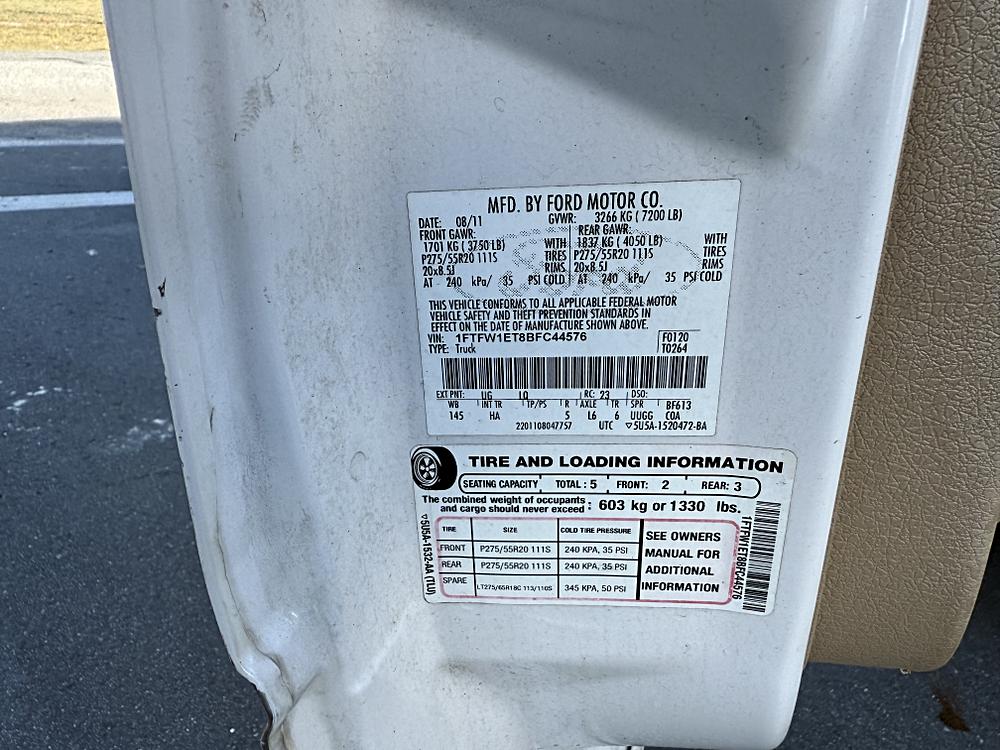 MFD. BY FORD MOTOR CO.
DATE: 08/11 GVWR: 3266 KG ( 7200 LB)
FRONT GAWR: REAR GAWR:
1701 KG ( 3750 LB) WITH 1837 KG ( 4050 LB) WITH
P275/55R20 111S TIRES P275/55R20 111S TIRES
20x8.5J RIMS 20x8.5J RIMS
AT 240 kPa/ 35 PSI COLD AT 240 kPa/ 35 PSI COLD
THIS VEHICLE CONFORMS TO ALL APPLICABLE FEDERAL MOTOR
VEHICLE SAFETY AND THEFT PREVENTION STANDARDS IN
EFFECT ON THE DATE OF MANUFACTURE SHOWN ABOVE.
VIN: 1FTFW1ET8BFC44576 F0120
TYPE: Truck T0264
EXT PNT: UG LQ RC: 23 DSO:
WB INT TR TP/PS R AXLE TR SPR BF613
145 HA 5 L6 6 UUGG COA
2201108047757 UTC ▽5U5A-1520472-BA
TIRE AND LOADING INFORMATION
SEATING CAPACITY TOTAL : 5 FRONT: 2 REAR: 3
The combined weight of occupants
and cargo should never exceed : 603 kg or 1330 lbs.
TIRE SIZE COLD TIRE PRESSURE
FRONT P275/55R20 111S 240 KPA, 35 PSI
REAR P275/55R20 111S 240 KPA, 35 PSI
SPARE LT275/65R18C 113/110S 345 KPA, 50 PSI
SEE OWNERS
MANUAL FOR
ADDITIONAL
INFORMATION
▽5U5A-1532-AA (TLU)
1FTFW1ET8BFC44576